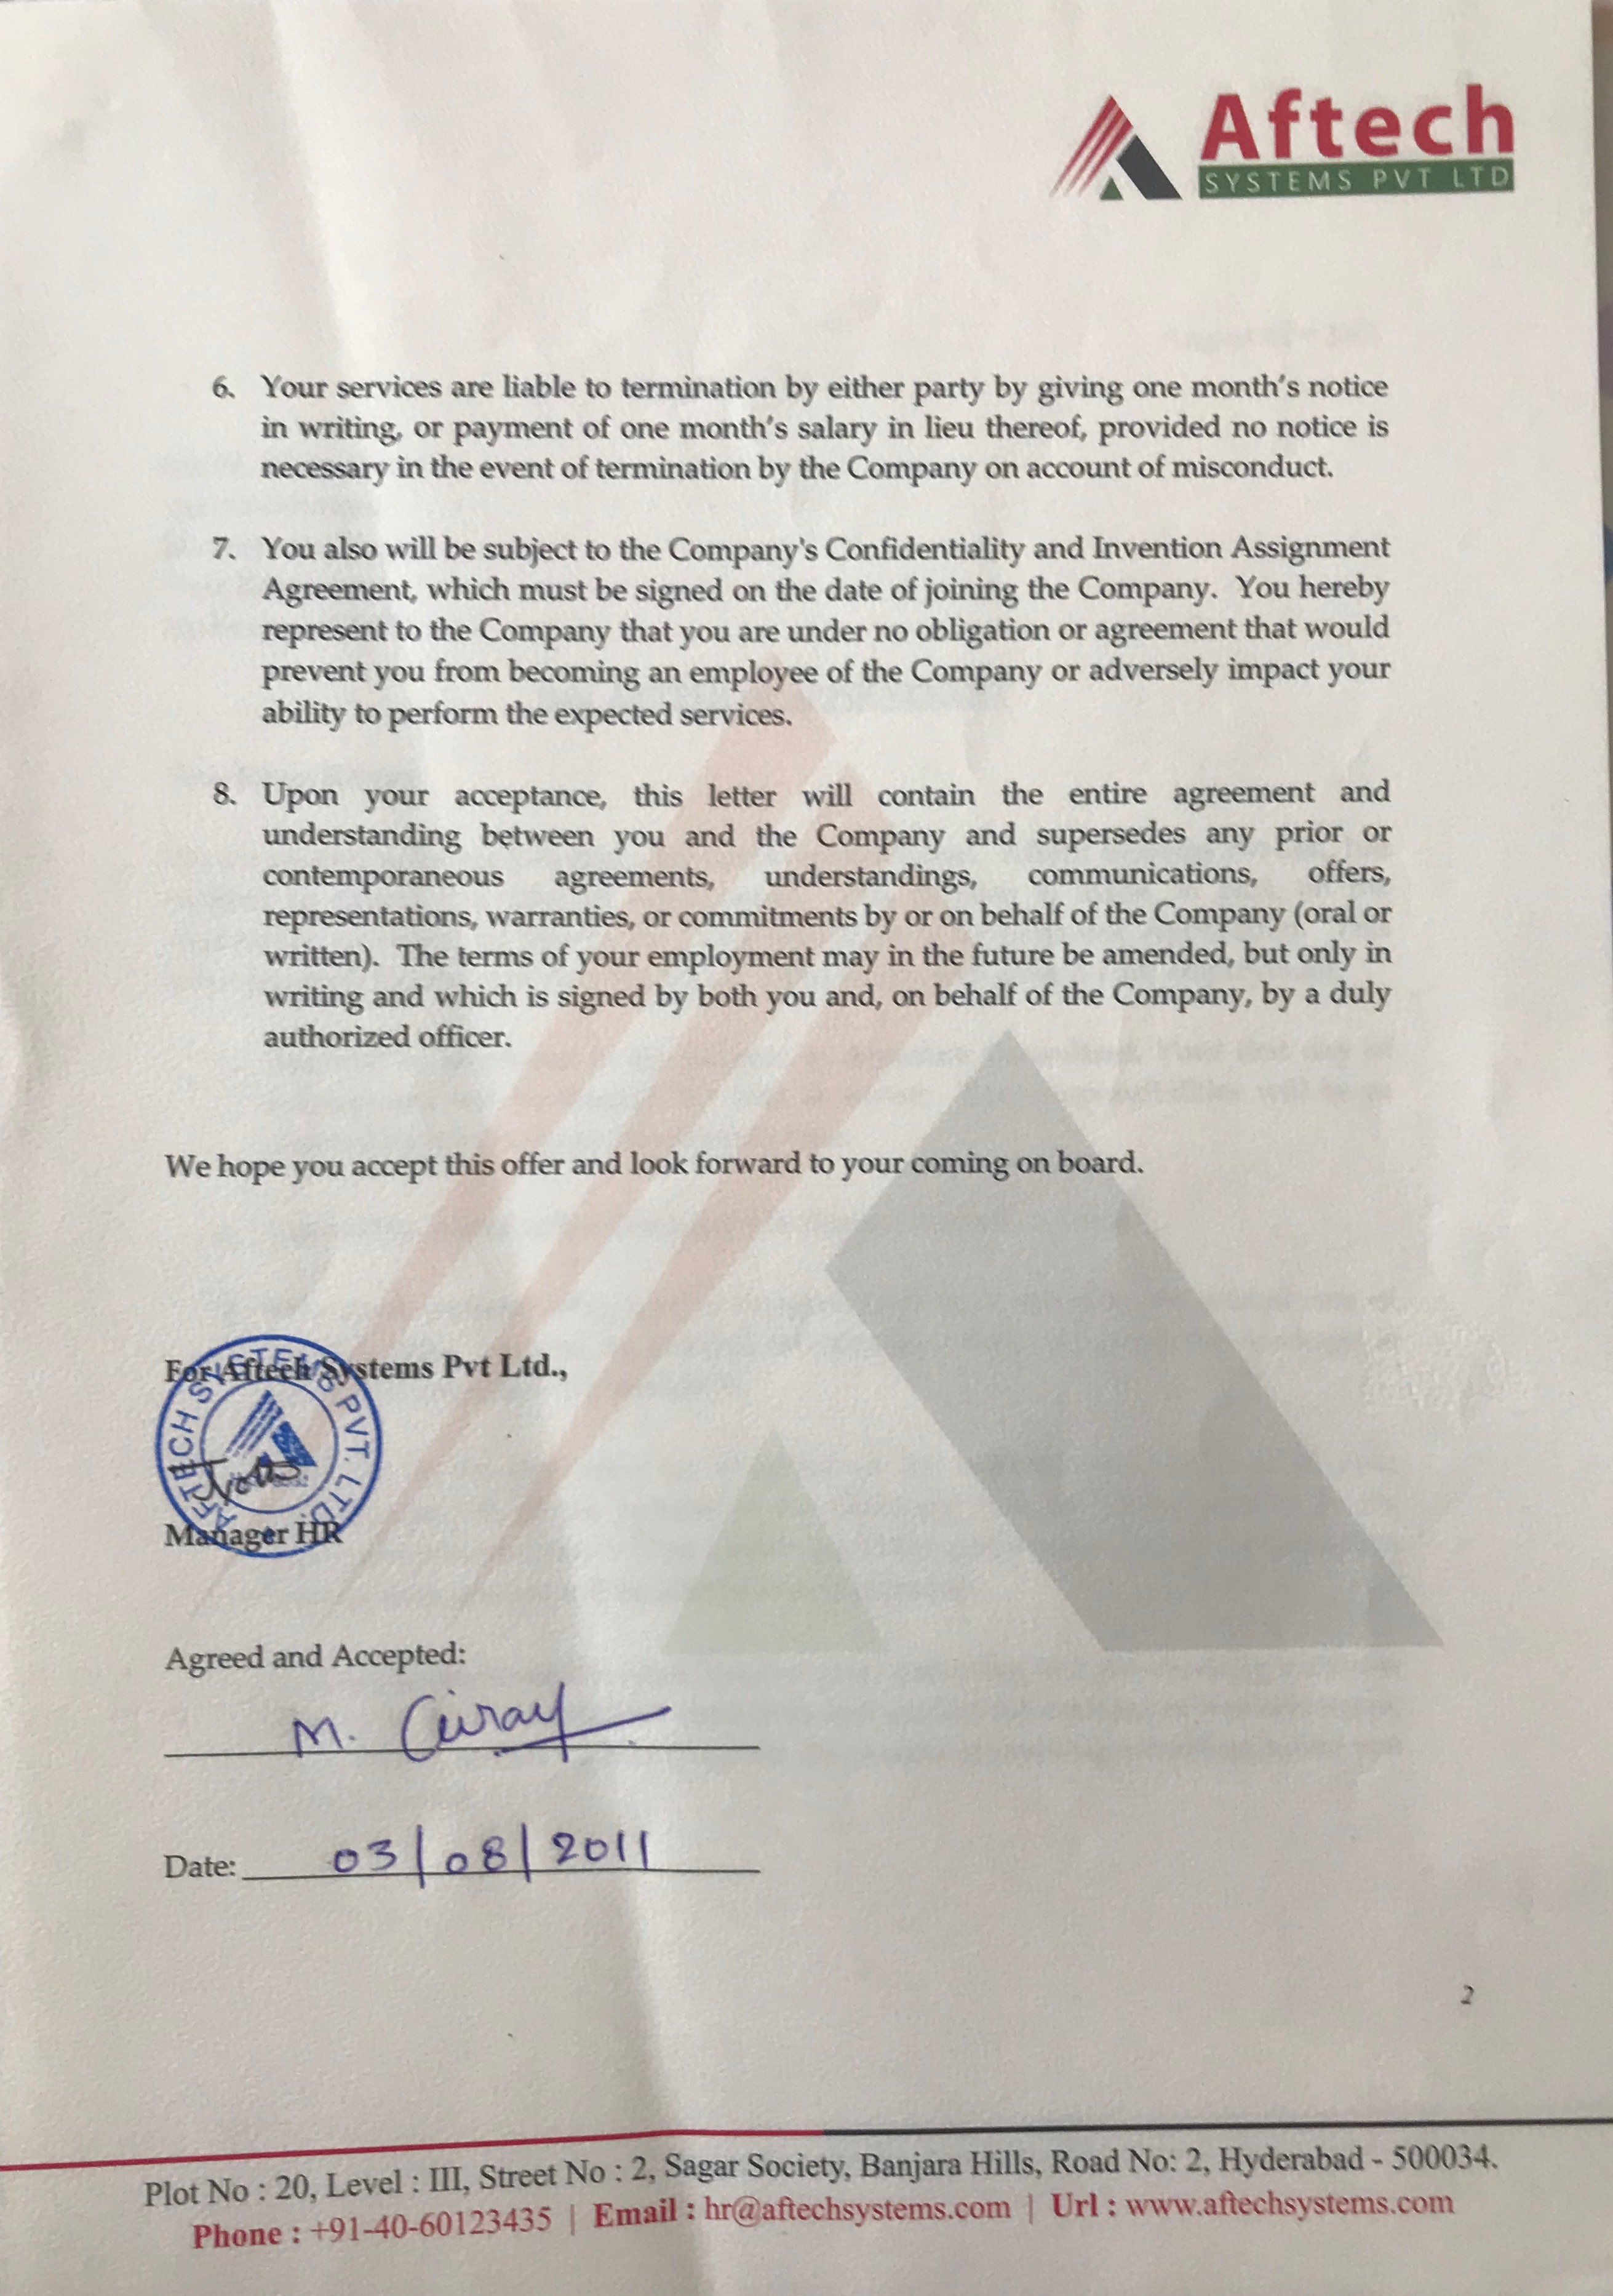 Aftech
SYSTEMS PVT LTD
6. Your services are liable to termination by either party by giving one month's notice
in writing, or payment of one month's salary in lieu thereof, provided no notice is
necessary in the event of termination by the Company on account of misconduct.
7. You also will be subject to the Company's Confidentiality and Invention Assignment
Agreement, which must be signed on the date of joining the Company. You hereby
represent to the Company that you are under no obligation or agreement that would
prevent you from becoming an employee of the Company or adversely impact your
ability to perform the expected services.
8. Upon your acceptance, this letter will contain the entire agreement and
understanding between you and the Company and supersedes any prior or
contemporaneous agreements, understandings, communications, offers,
representations, warranties, or commitments by or on behalf of the Company (oral or
written). The terms of your employment may in the future be amended, but only in
writing and which is signed by both you and, on behalf of the Company, by a duly
authorized officer.
We hope you accept this offer and look forward to your coming on board.
For Aftech Systems Pvt Ltd.,
AFTECH SYSTEMS PVT. LTD.
Manager HR
Agreed and Accepted:
M.
Date: 03/08/2011
2
Plot No : 20, Level : III, Street No : 2, Sagar Society, Banjara Hills, Road No: 2, Hyderabad - 500034.
Phone : +91-40-60123435 | Email : hr@aftechsystems.com | Url : www.aftechsystems.com